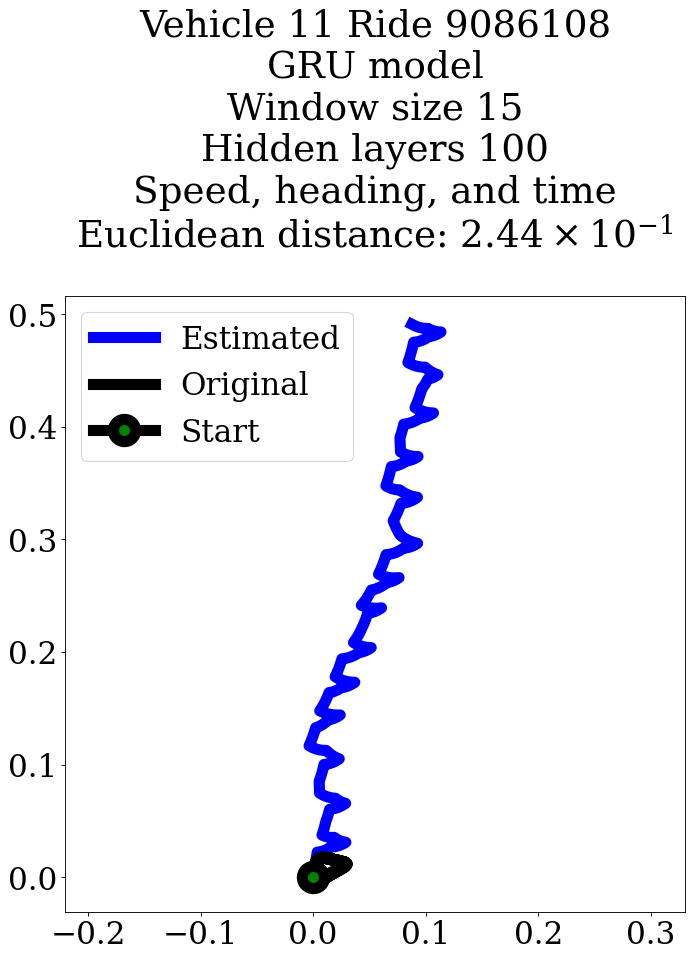 Vehicle 11 Ride 9086108
GRU model
Window size 15
Hidden layers 100
Speed, heading, and time
Euclidean distance: 2.44 × 10⁻¹
Estimated
Original
Start
0.5
0.4
0.3
0.2
0.1
0.0
−0.2 −0.1 0.0 0.1 0.2 0.3